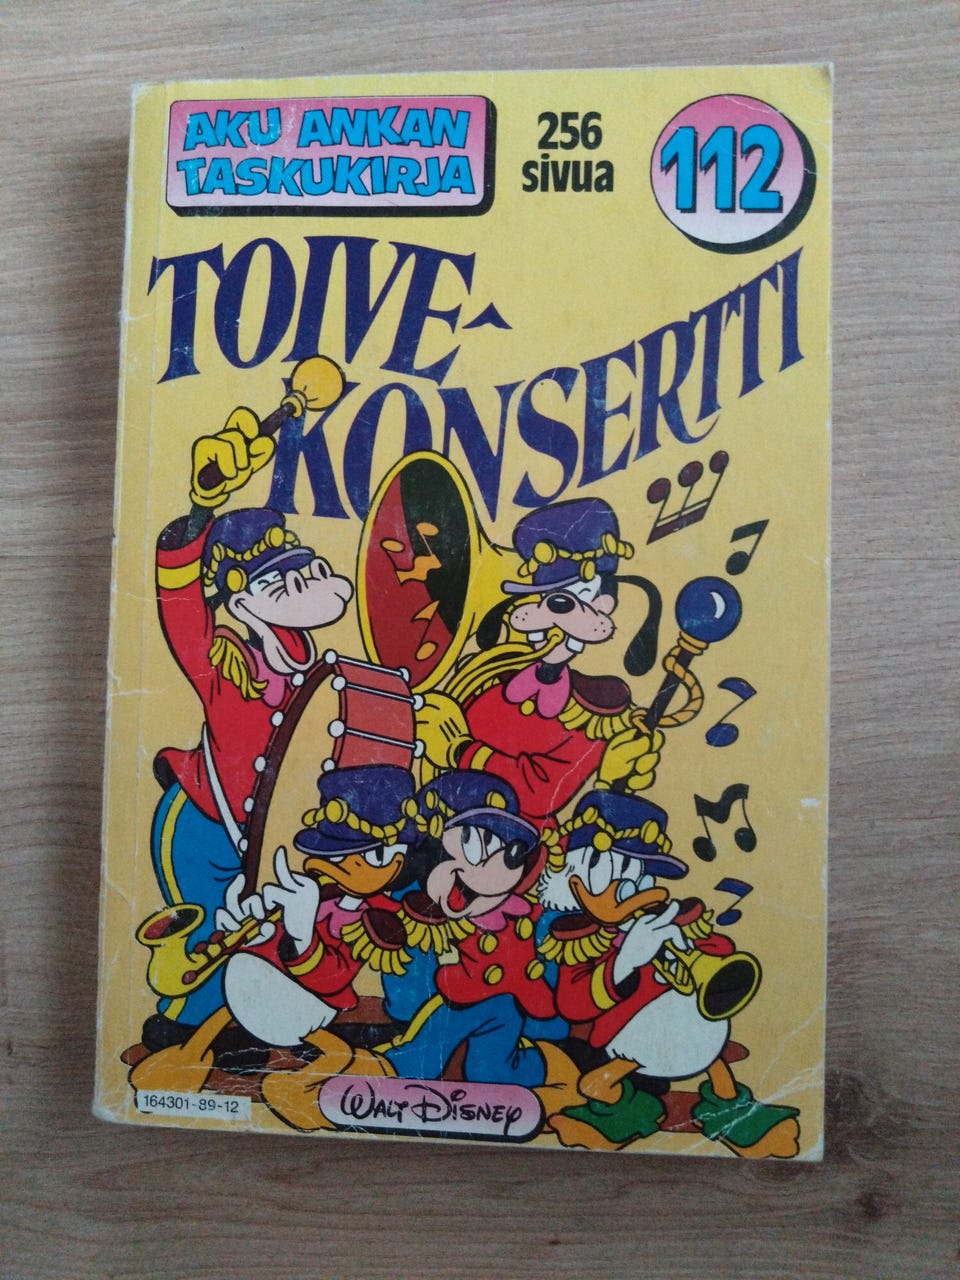 AKU ANKAN
TASKUKIRJA
256
sivua
112
TOIVE-
KONSERTTI
164301-89-12
WALT DISNEY